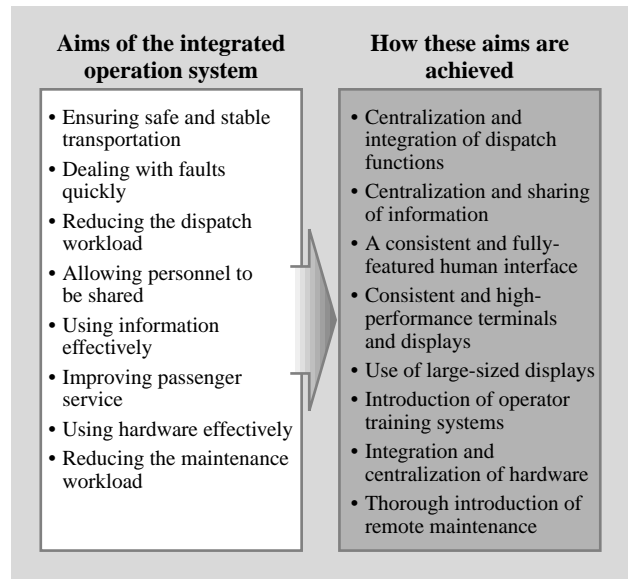 Aims of the integrated
operation system
• Ensuring safe and stable
transportation
• Dealing with faults
quickly
• Reducing the dispatch
workload
• Allowing personnel to
be shared
• Using information
effectively
• Improving passenger
service
• Using hardware effectively
• Reducing the maintenance
workload
How these aims are
achieved
• Centralization and
integration of dispatch
functions
• Centralization and sharing
of information
• A consistent and fully-
featured human interface
• Consistent and high-
performance terminals
and displays
• Use of large-sized displays
• Introduction of operator
training systems
• Integration and
centralization of hardware
• Thorough introduction of
remote maintenance